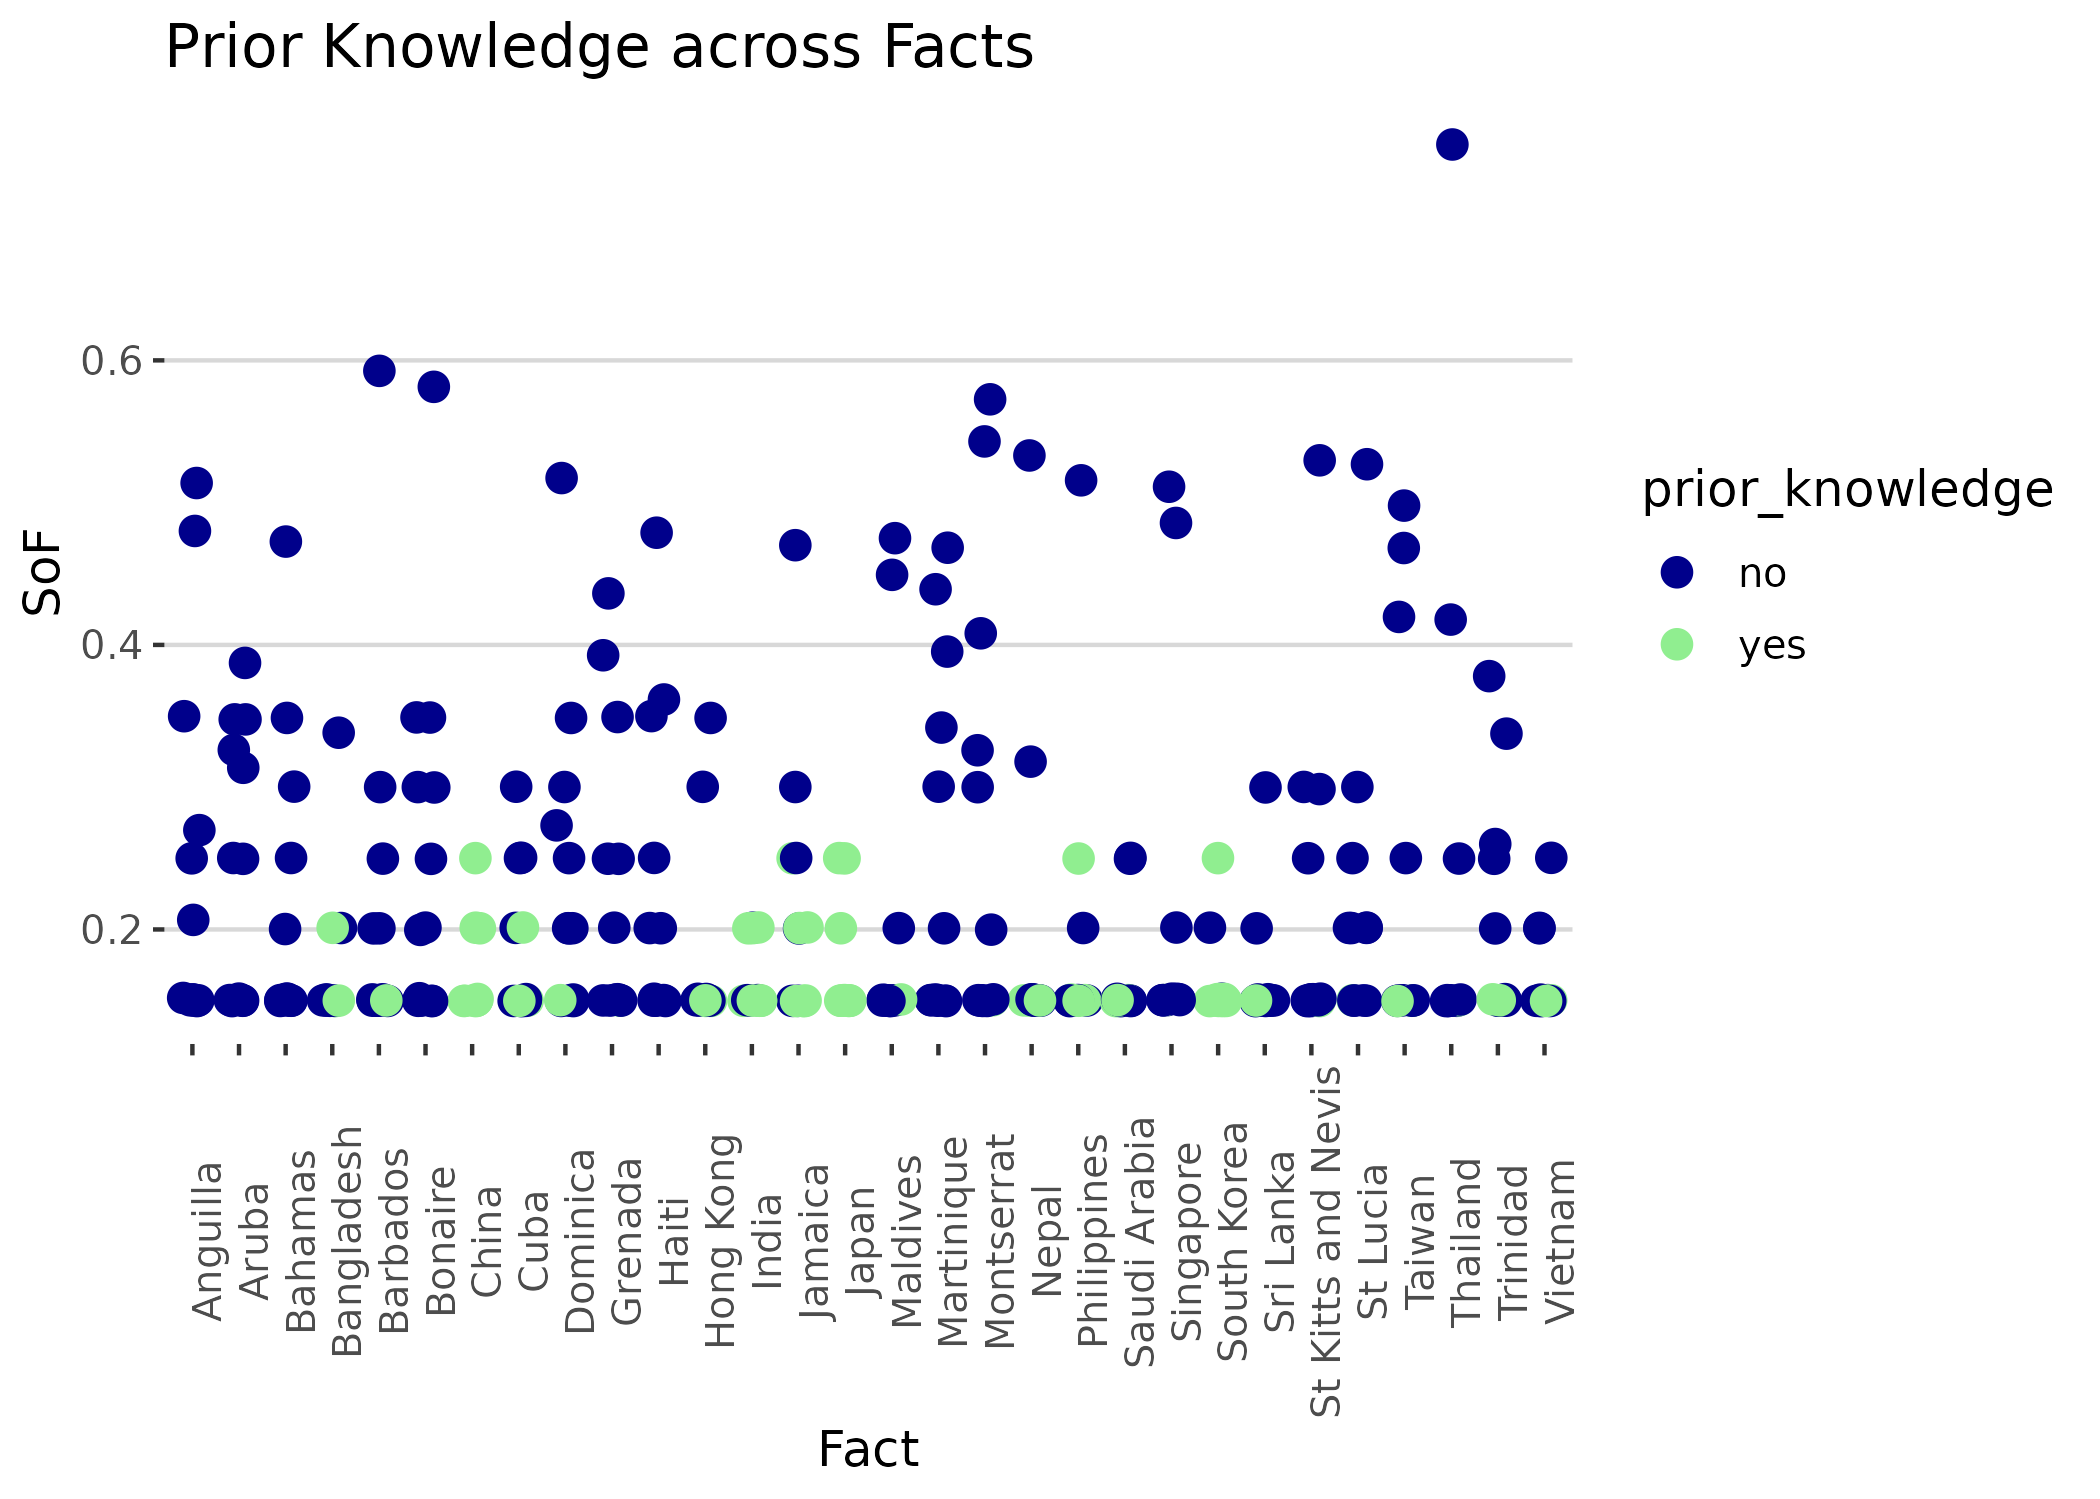 Prior Knowledge across Facts
SoF
0.6
0.4
0.2
Anguilla
Aruba
Bahamas
Bangladesh
Barbados
Bonaire
China
Cuba
Dominica
Grenada
Haiti
Hong Kong
India
Jamaica
Japan
Maldives
Martinique
Montserrat
Nepal
Philippines
Saudi Arabia
Singapore
South Korea
Sri Lanka
St Kitts and Nevis
St Lucia
Taiwan
Thailand
Trinidad
Vietnam
Fact
prior_knowledge
no
yes